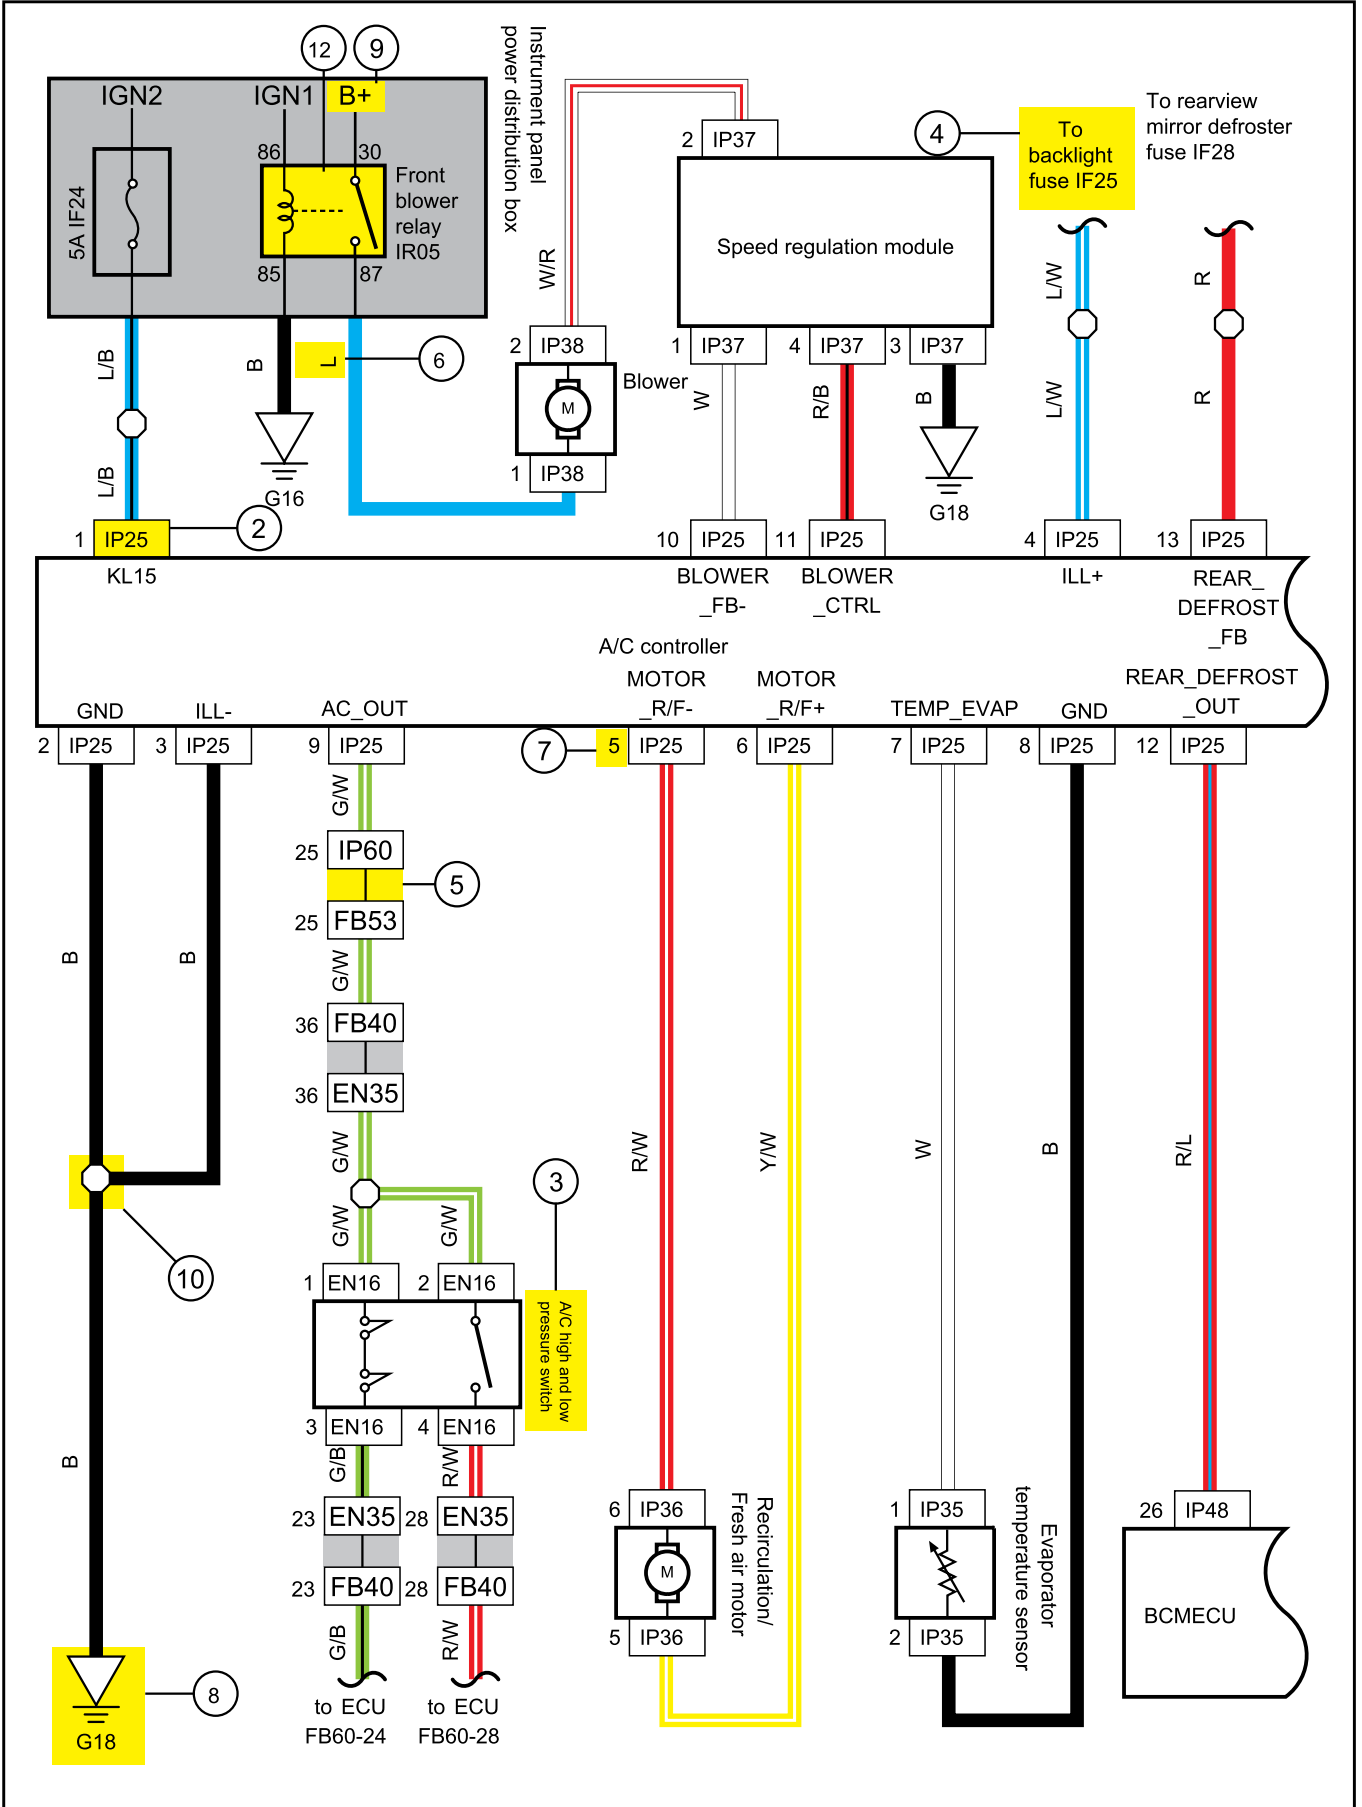 12
9
IGN2
IGN1
B+
86
30
5A IF24
Front
blower
relay
IR05
85
87
Instrument panel
power distribution box
W/R
2
IP37
Speed regulation module
4
To
backlight
fuse IF25
To rearview
mirror defroster
fuse IF28
L/B
B
L
6
2
IP38
Blower
M
1
IP38
1
IP37
4
IP37
3
IP37
L/W
R
W
R/B
B
L/W
R
L/B
G16
G18
2
1
IP25
10
IP25
11
IP25
4
IP25
13
IP25
KL15
BLOWER
_FB-
BLOWER
_CTRL
ILL+
REAR_
DEFROST
_FB
A/C controller
GND
ILL-
AC_OUT
MOTOR
_R/F-
MOTOR
_R/F+
TEMP_EVAP
GND
REAR_DEFROST
_OUT
2
IP25
3
IP25
9
IP25
7
5
IP25
6
IP25
7
IP25
8
IP25
12
IP25
G/W
25
IP60
5
25
FB53
B
B
G/W
36
FB40
36
EN35
G/W
R/W
Y/W
W
B
R/L
3
10
G/W
G/W
1
EN16
2
EN16
A/C high and low
pressure switch
3
EN16
4
EN16
B
G/B
R/W
23
EN35
28
EN35
23
FB40
28
FB40
G/B
R/W
to ECU
FB60-24
to ECU
FB60-28
6
IP36
M
Recirculation/
Fresh air motor
5
IP36
1
IP35
Evaporator
temperature sensor
2
IP35
26
IP48
BCMECU
8
G18